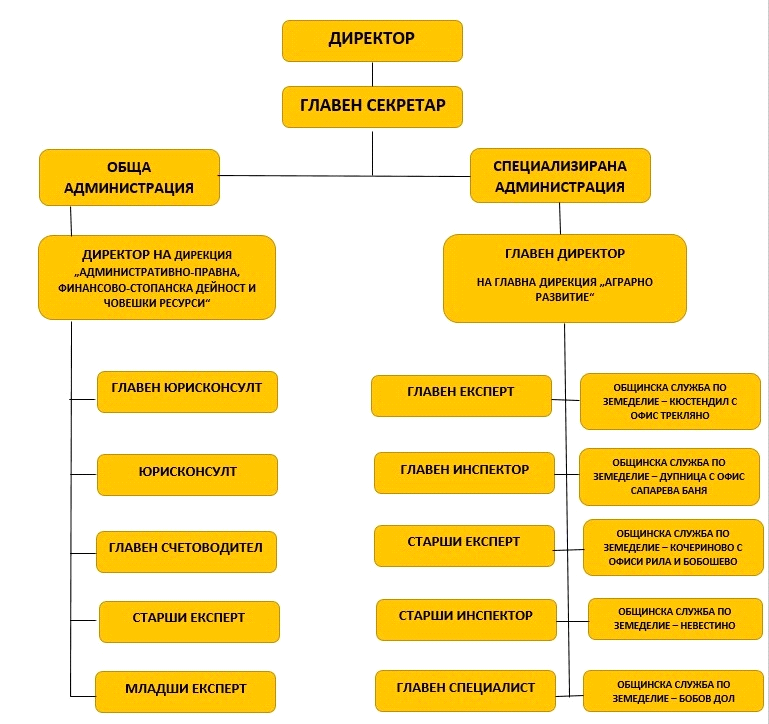 ДИРЕКТОР
ГЛАВЕН СЕКРЕТАР
ОБЩА
АДМИНИСТРАЦИЯ
СПЕЦИАЛИЗИРАНА
АДМИНИСТРАЦИЯ
ДИРЕКТОР НА ДИРЕКЦИЯ
„АДМИНИСТРАТИВНО-ПРАВНА,
ФИНАНСОВО-СТОПАНСКА ДЕЙНОСТ И
ЧОВЕШКИ РЕСУРСИ“
ГЛАВЕН ДИРЕКТОР
НА ГЛАВНА ДИРЕКЦИЯ „АГРАРНО
РАЗВИТИЕ“
ГЛАВЕН ЮРИСКОНСУЛТ
ЮРИСКОНСУЛТ
ГЛАВЕН СЧЕТОВОДИТЕЛ
СТАРШИ ЕКСПЕРТ
МЛАДШИ ЕКСПЕРТ
ГЛАВЕН ЕКСПЕРТ
ГЛАВЕН ИНСПЕКТОР
СТАРШИ ЕКСПЕРТ
СТАРШИ ИНСПЕКТОР
ГЛАВЕН СПЕЦИАЛИСТ
ОБЩИНСКА СЛУЖБА ПО
ЗЕМЕДЕЛИЕ – КЮСТЕНДИЛ С
ОФИС ТРЕКЛЯНО
ОБЩИНСКА СЛУЖБА ПО
ЗЕМЕДЕЛИЕ – ДУПНИЦА С ОФИС
САПАРЕВА БАНЯ
ОБЩИНСКА СЛУЖБА ПО
ЗЕМЕДЕЛИЕ – КОЧЕРИНОВО С
ОФИСИ РИЛА И БОБОШЕВО
ОБЩИНСКА СЛУЖБА ПО
ЗЕМЕДЕЛИЕ – НЕВЕСТИНО
ОБЩИНСКА СЛУЖБА ПО
ЗЕМЕДЕЛИЕ – БОБОВ ДОЛ